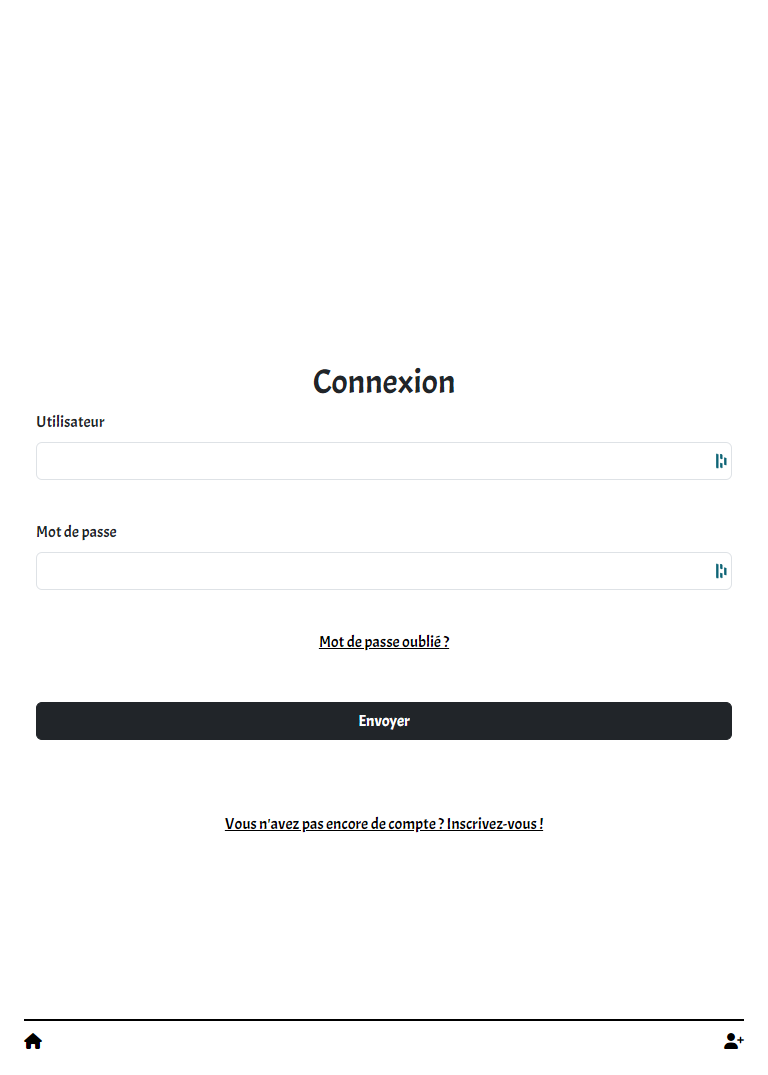 Connexion
Utilisateur
Mot de passe
Mot de passe oublié ?
Envoyer
Vous n'avez pas encore de compte ? Inscrivez-vous !